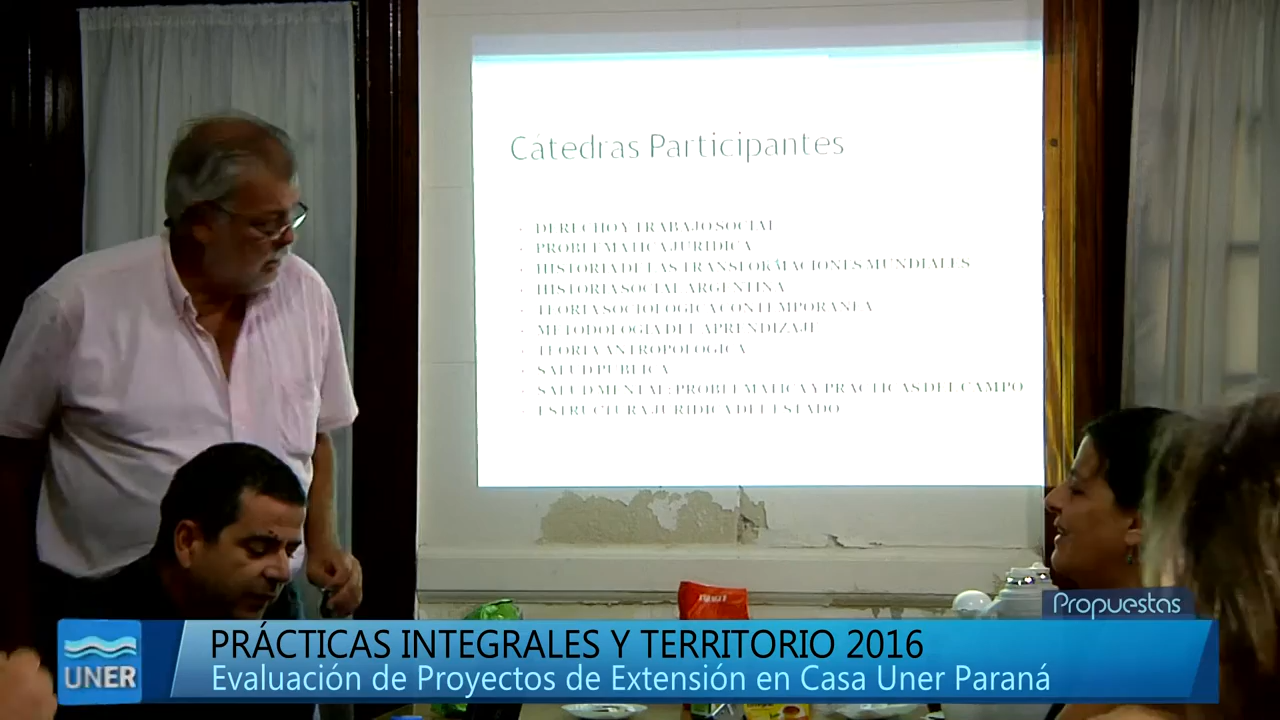 Cátedras Participantes
DERECHO Y TRABAJO SOCIAL
PROBLEMATICA JURIDICA
HISTORIA DE LAS TRANSFORMACIONES MUNDIALES
HISTORIA SOCIAL ARGENTINA
TEORIA SOCIOLOGICA CONTEMPORANEA
METODOLOGIA DEL APRENDIZAJE
TEORIA ANTROPOLOGICA
SALUD PUBLICA
SALUD MENTAL: PROBLEMATICA Y PRACTICAS DEL CAMPO
ESTRUCTURA JURIDICA DEL ESTADO
Propuestas
UNER
PRÁCTICAS INTEGRALES Y TERRITORIO 2016
Evaluación de Proyectos de Extensión en Casa Uner Paraná